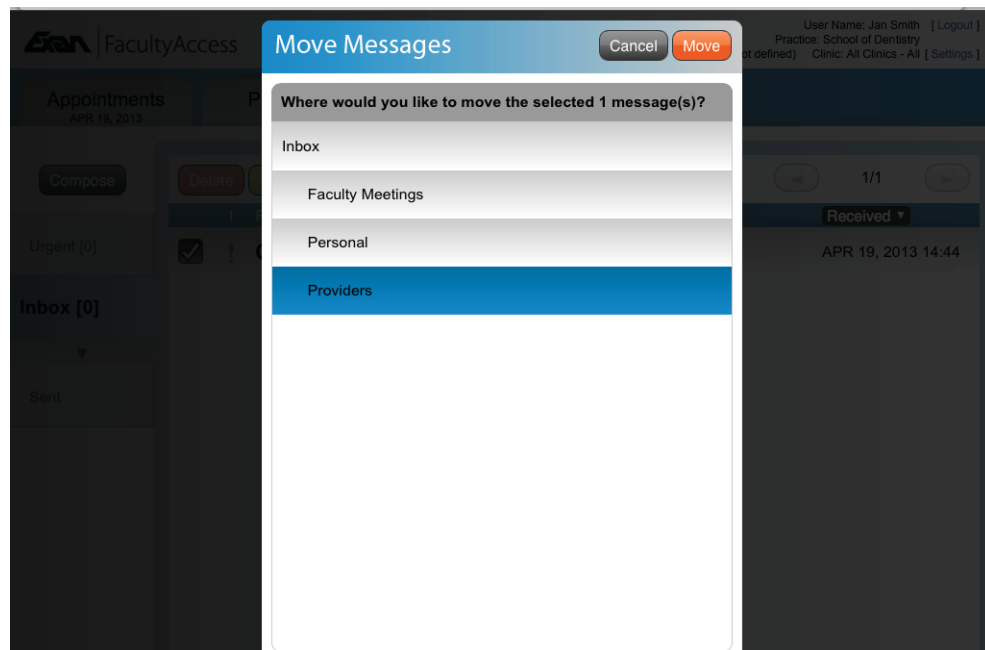 Exan FacultyAccess
User Name: Jan Smith [ Logout ]
Practice: School of Dentistry
ot defined) Clinic: All Clinics - All [ Settings ]
Move Messages
Cancel
Move
Appointments
APR 19, 2013
P
Where would you like to move the selected 1 message(s)?
Inbox
Faculty Meetings
Personal
Providers
Compose
Delete
1/1
! F
Received ▼
Urgent [0]
! APR 19, 2013 14:44
Inbox [0]
Sent